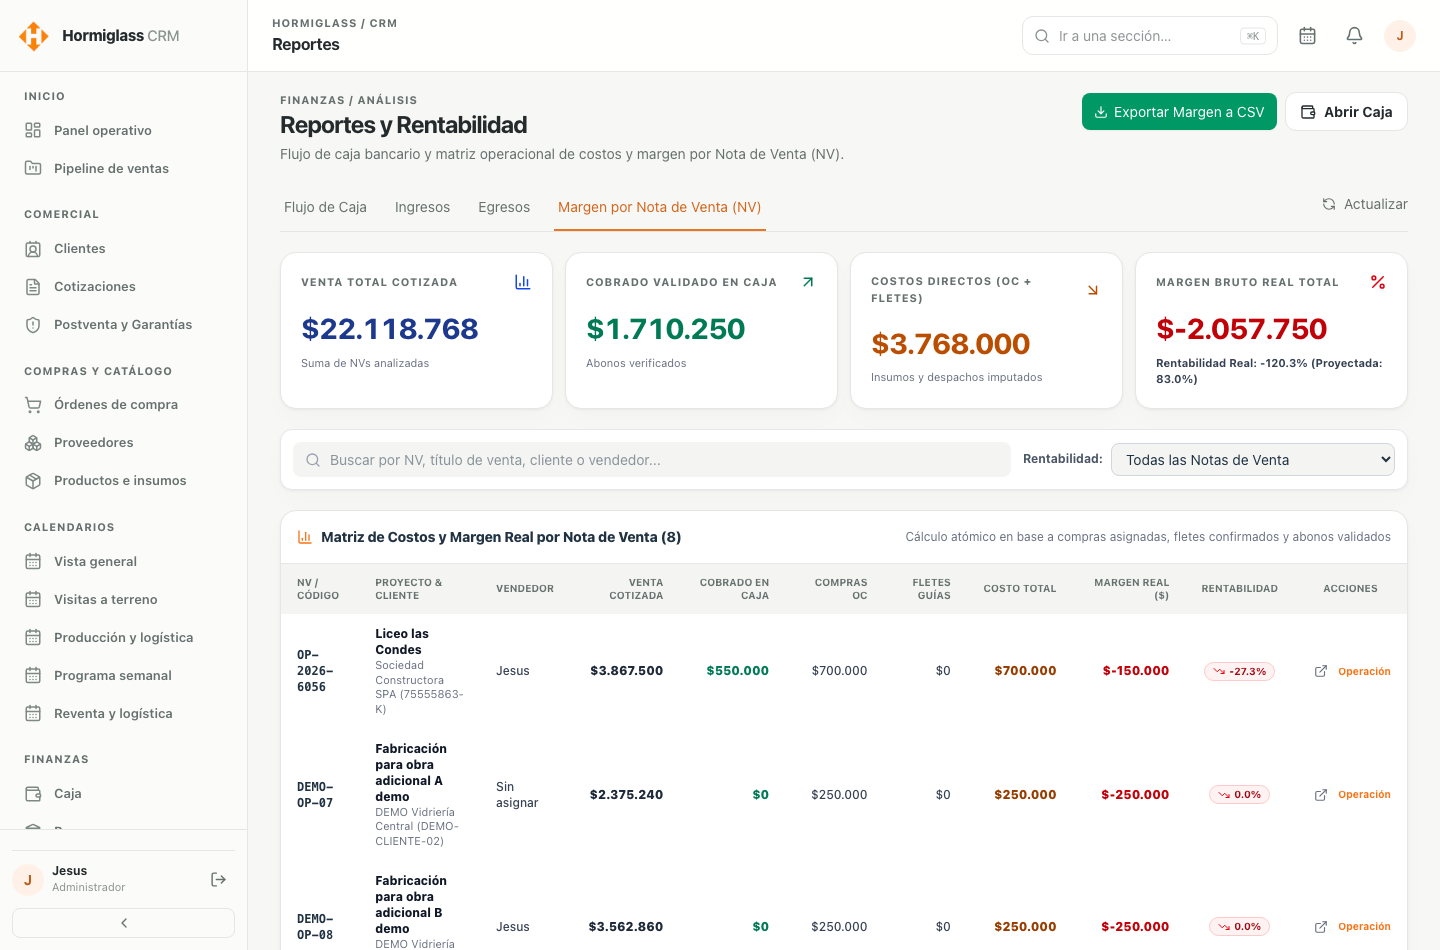 Hormiglass CRM
INICIO
Panel operativo
Pipeline de ventas
COMERCIAL
Clientes
Cotizaciones
Postventa y Garantías
COMPRAS Y CATÁLOGO
Órdenes de compra
Proveedores
Productos e insumos
CALENDARIOS
Vista general
Visitas a terreno
Producción y logística
Programa semanal
Reventa y logística
FINANZAS
Caja
J
Jesus
Administrador
HORMIGLASS / CRM
Reportes
Ir a una sección...
⌘K
J
FINANZAS / ANÁLISIS
Reportes y Rentabilidad
Flujo de caja bancario y matriz operacional de costos y margen por Nota de Venta (NV).
Exportar Margen a CSV
Abrir Caja
Flujo de Caja
Ingresos
Egresos
Margen por Nota de Venta (NV)
Actualizar
VENTA TOTAL COTIZADA
$22.118.768
Suma de NVs analizadas
COBRADO VALIDADO EN CAJA
$1.710.250
Abonos verificados
COSTOS DIRECTOS (OC +
FLETES)
$3.768.000
Insumos y despachos imputados
MARGEN BRUTO REAL TOTAL
$-2.057.750
Rentabilidad Real: -120.3% (Proyectada:
83.0%)
Buscar por NV, título de venta, cliente o vendedor...
Rentabilidad:
Todas las Notas de Venta
Matriz de Costos y Margen Real por Nota de Venta (8)
Cálculo atómico en base a compras asignadas, fletes confirmados y abonos validados
NV /
CÓDIGO
PROYECTO &
CLIENTE
VENDEDOR
VENTA
COTIZADA
COBRADO EN
CAJA
COMPRAS
OC
FLETES
GUÍAS
COSTO TOTAL
MARGEN REAL
($)
RENTABILIDAD
ACCIONES
OP-
2026-
6056
Liceo las
Condes
Sociedad
Constructora
SPA (75555863-
K)
Jesus
$3.867.500
$550.000
$700.000
$0
$700.000
$-150.000
-27.3%
Operación
DEMO-
OP-07
Fabricación
para obra
adicional A
demo
DEMO Vidriería
Central (DEMO-
CLIENTE-02)
Sin
asignar
$2.375.240
$0
$250.000
$0
$250.000
$-250.000
0.0%
Operación
DEMO-
OP-08
Fabricación
para obra
adicional B
demo
DEMO Vidriería
Jesus
$3.562.860
$0
$250.000
$0
$250.000
$-250.000
0.0%
Operación